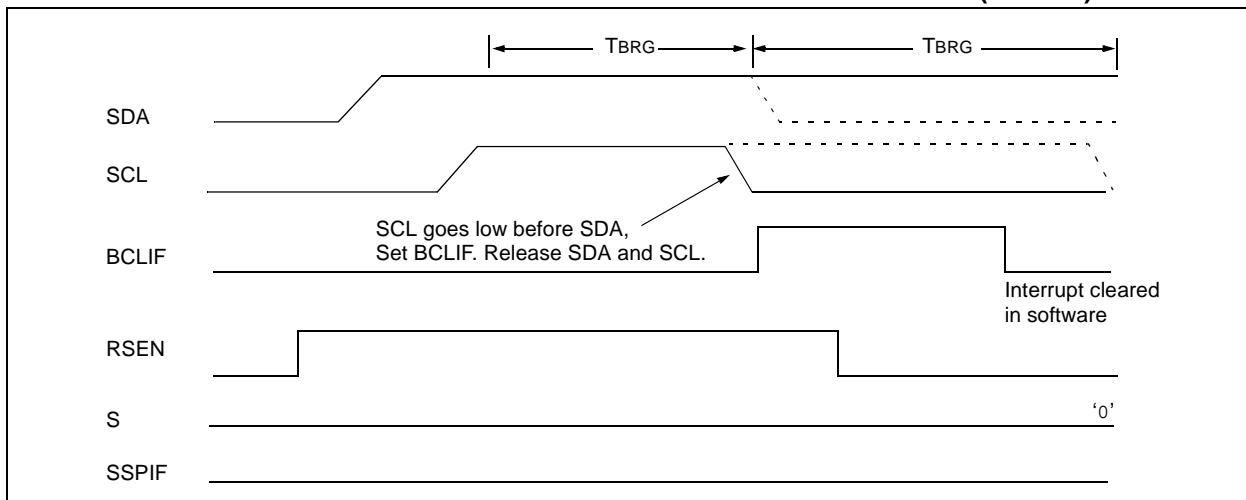 TBRG TBRG
SDA
SCL
SCL goes low before SDA,
Set BCLIF. Release SDA and SCL.
BCLIF
Interrupt cleared
in software
RSEN
S
‘0’
SSPIF